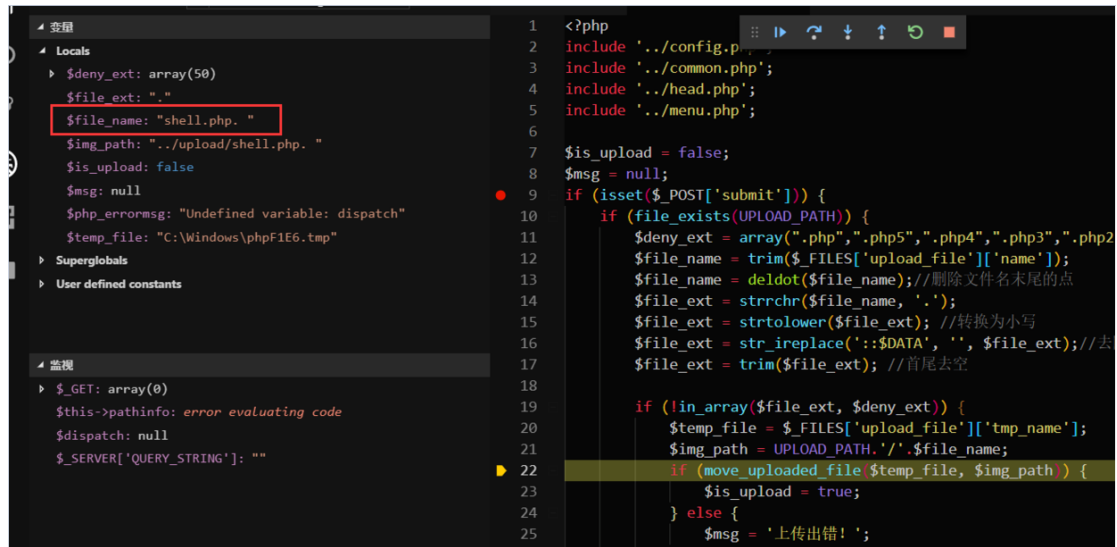 变量
Locals
$deny_ext: array(50)
$file_ext: "."
$file_name: "shell.php. "
$img_path: "../upload/shell.php. "
$is_upload: false
$msg: null
$php_errormsg: "Undefined variable: dispatch"
$temp_file: "C:\Windows\phpF1E6.tmp"
Superglobals
User defined constants
监视
$_GET: array(0)
$this->pathinfo: error evaluating code
$dispatch: null
$_SERVER['QUERY_STRING']: ""
1 <?php
2 include '../config.p
3 include '../common.php';
4 include '../head.php';
5 include '../menu.php';
6
7 $is_upload = false;
8 $msg = null;
9 if (isset($_POST['submit'])) {
10 if (file_exists(UPLOAD_PATH)) {
11 $deny_ext = array(".php",".php5",".php4",".php3",".php2
12 $file_name = trim($_FILES['upload_file']['name']);
13 $file_name = deldot($file_name);//删除文件名末尾的点
14 $file_ext = strrchr($file_name, '.');
15 $file_ext = strtolower($file_ext); //转换为小写
16 $file_ext = str_ireplace('::$DATA', '', $file_ext);//去
17 $file_ext = trim($file_ext); //首尾去空
18
19 if (!in_array($file_ext, $deny_ext)) {
20 $temp_file = $_FILES['upload_file']['tmp_name'];
21 $img_path = UPLOAD_PATH.'/'.$file_name;
22 if (move_uploaded_file($temp_file, $img_path)) {
23 $is_upload = true;
24 } else {
25 $msg = '上传出错！';